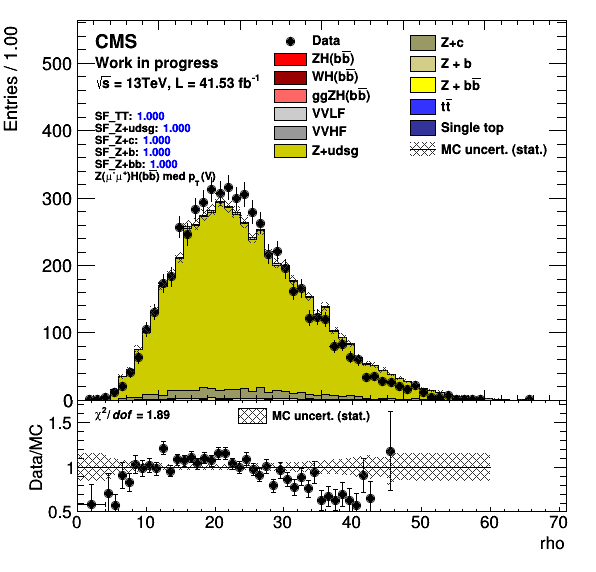 Entries / 1.00
500
400
300
200
100
0
CMS
Work in progress
√s = 13TeV, L = 41.53 fb⁻¹
SF_TT: 1.000
SF_Z+udsg: 1.000
SF_Z+c: 1.000
SF_Z+b: 1.000
SF_Z+bb: 1.000
Z(μ⁻μ⁺)H(bb̅) med p_T(V)
Data
ZH(bb̅)
WH(bb̅)
ggZH(bb̅)
VVLF
VVHF
Z+udsg
Z+c
Z + b
Z + bb̅
tt̅
Single top
MC uncert. (stat.)
Data/MC
1.5
1
0.5
χ²/dof = 1.89
MC uncert. (stat.)
0 10 20 30 40 50 60 70
rho